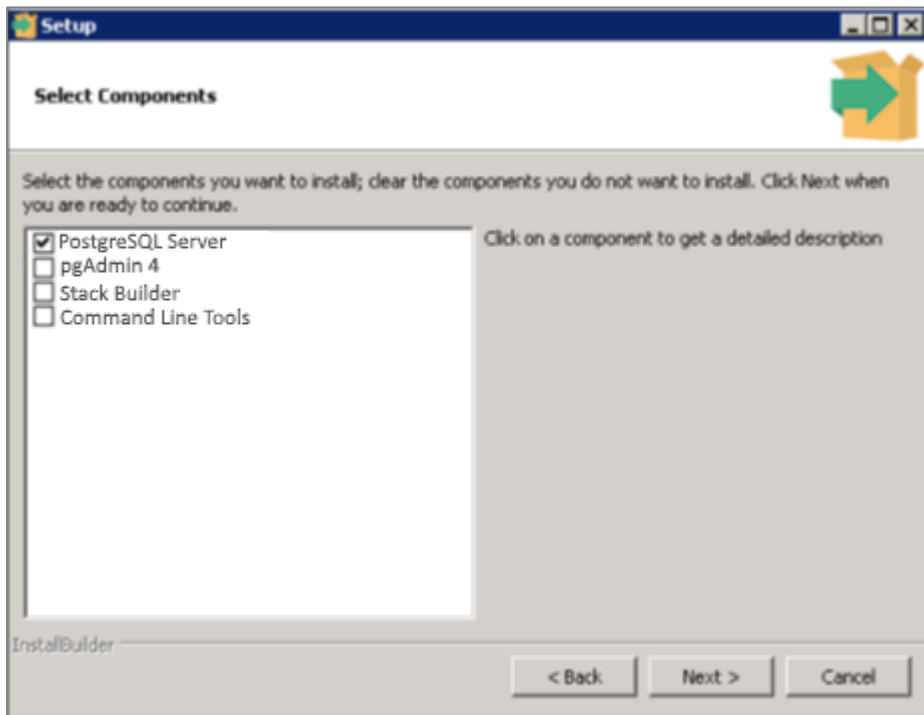 Setup
Select Components
Select the components you want to install; clear the components you do not want to install. Click Next when
you are ready to continue.
PostgreSQL Server
pgAdmin 4
Stack Builder
Command Line Tools
Click on a component to get a detailed description
InstallBuilder
< Back
Next >
Cancel